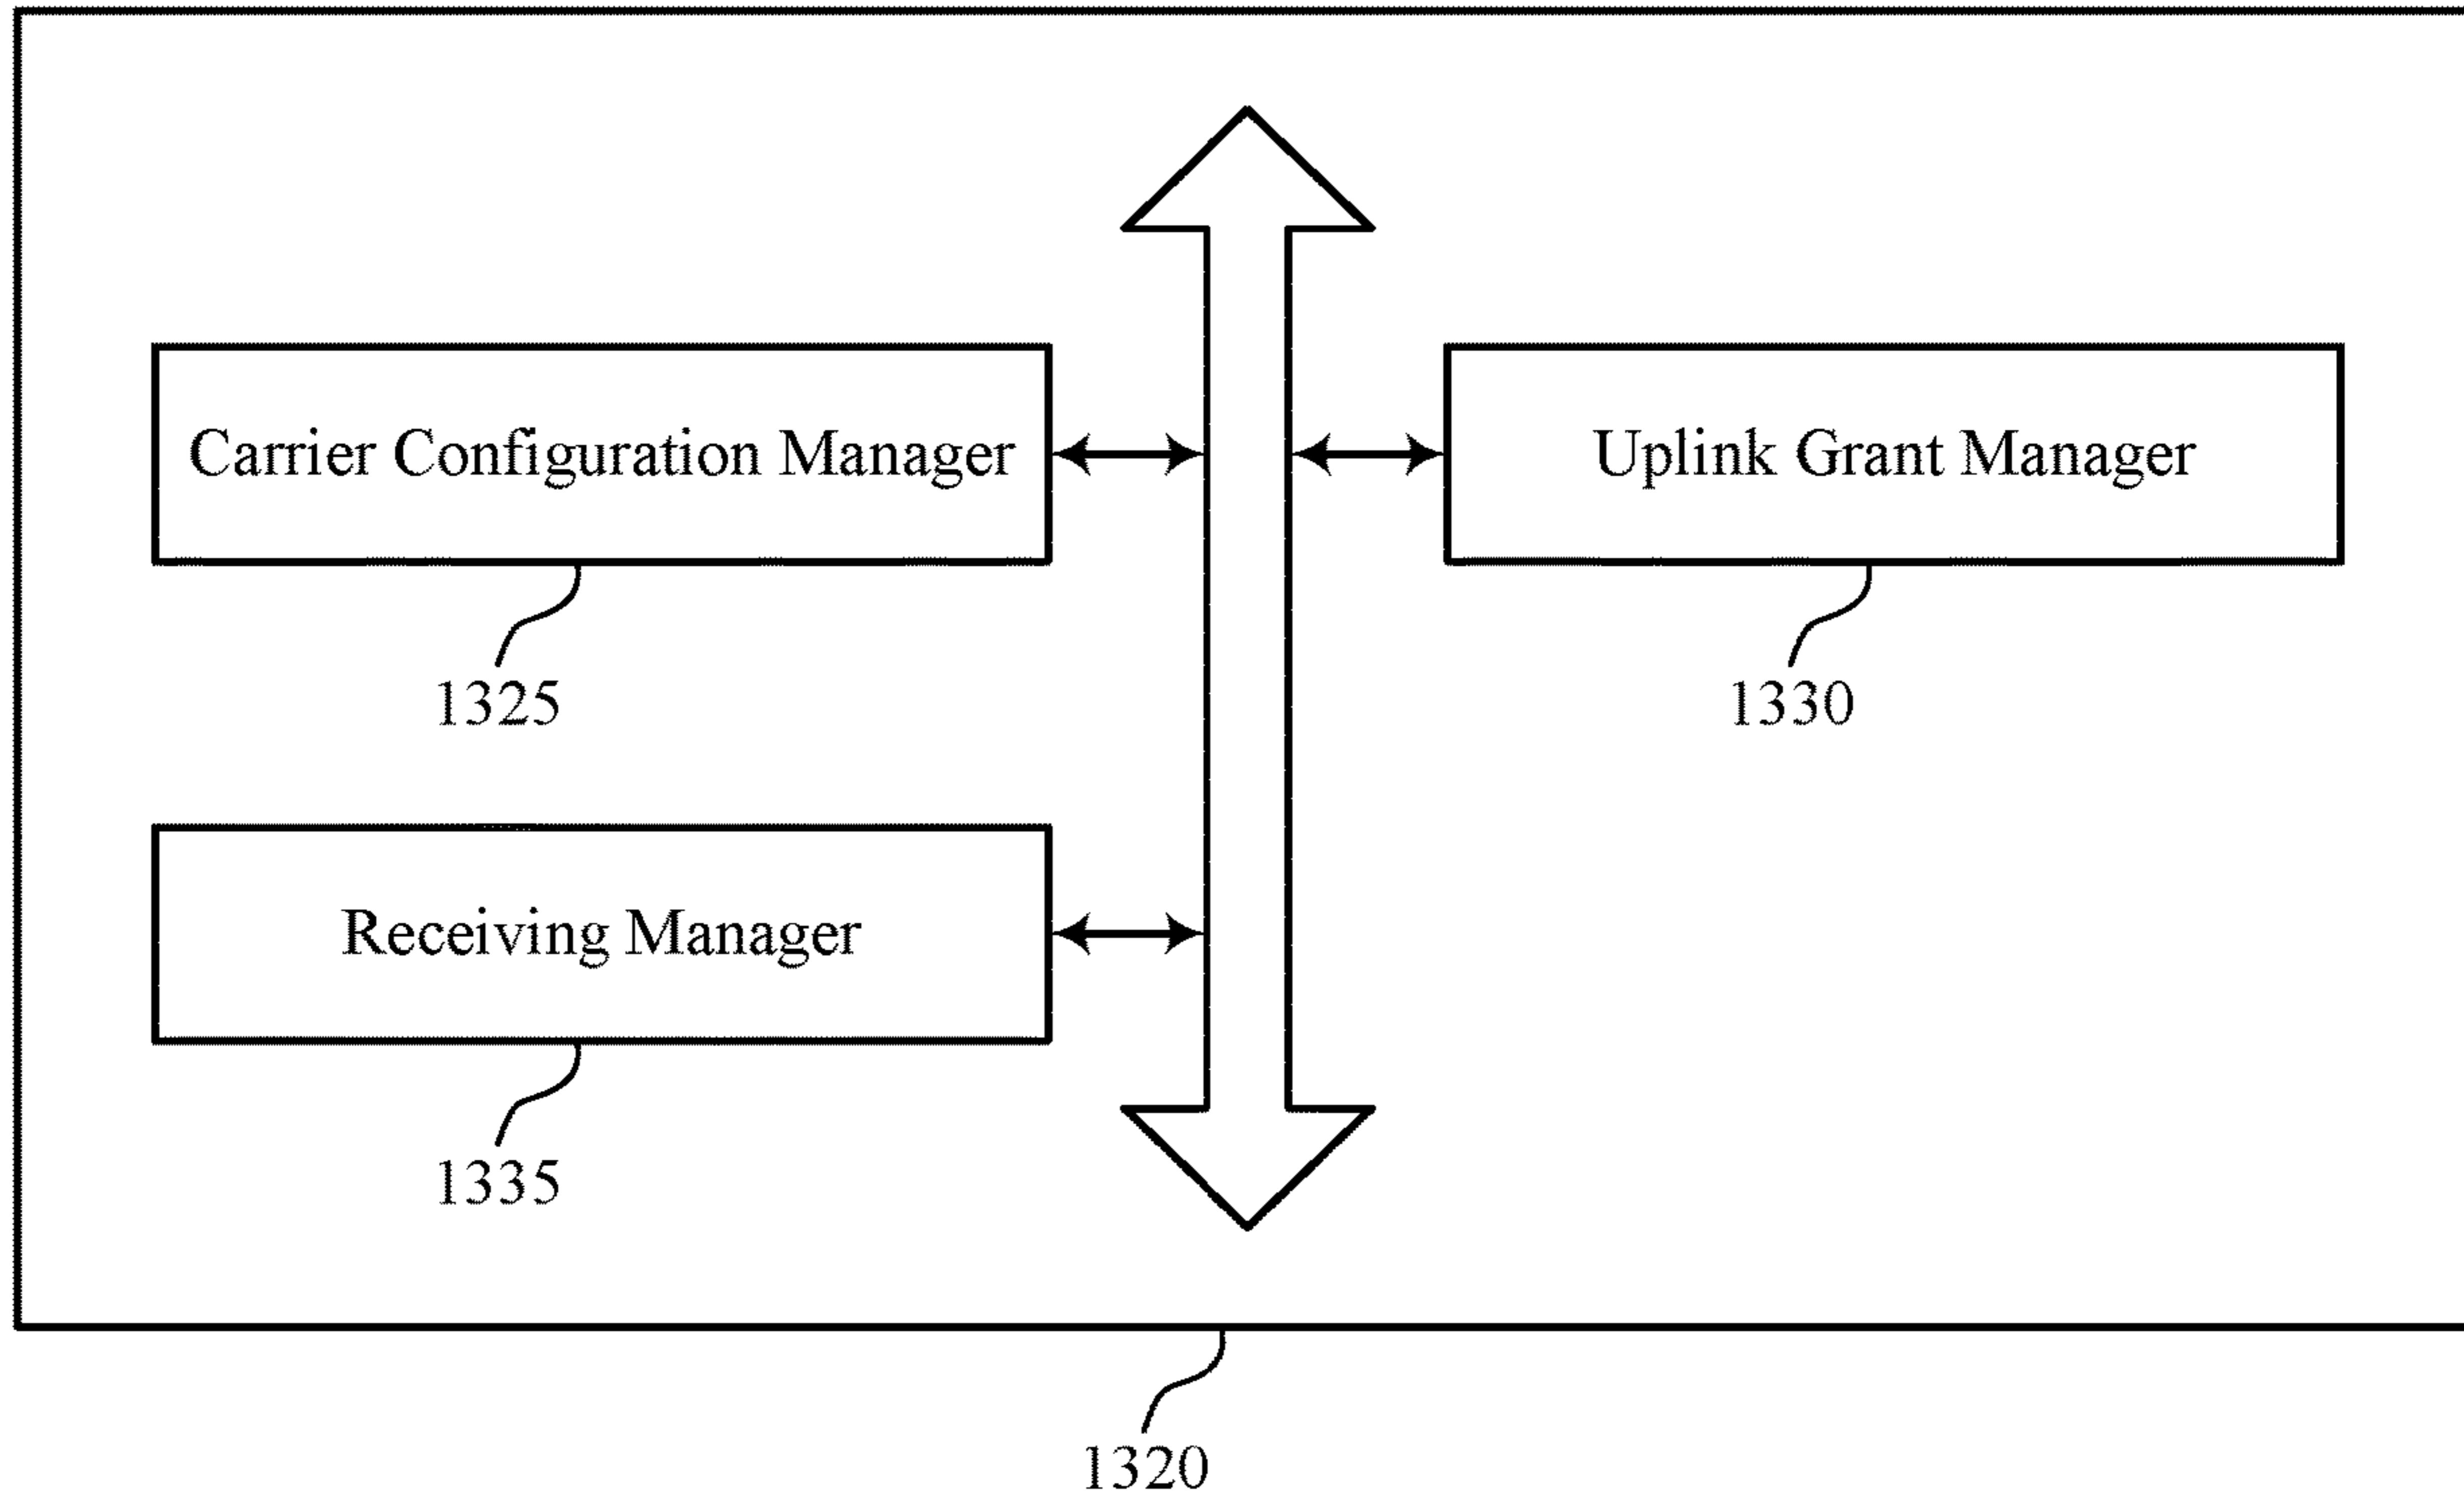 Carrier Configuration Manager
Uplink Grant Manager
1325
1330
Receiving Manager
1335
1320